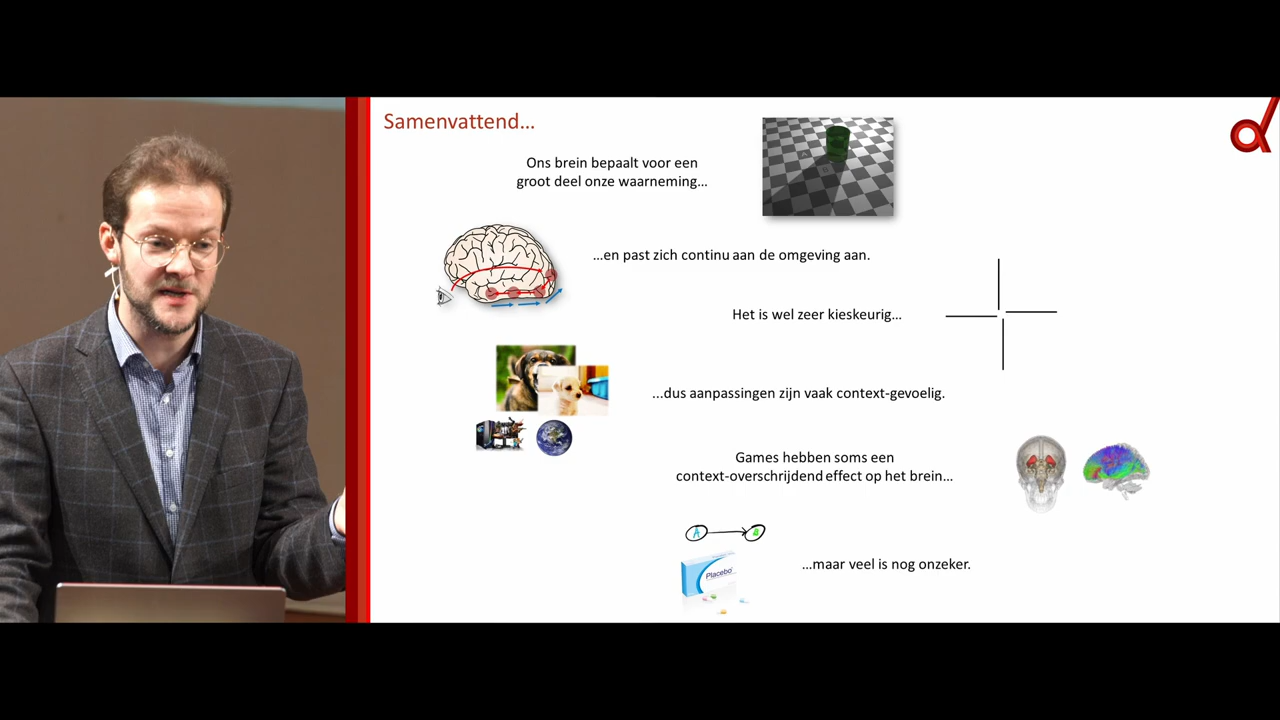 Samenvattend…
Ons brein bepaalt voor een
groot deel onze waarneming…
…en past zich continu aan de omgeving aan.
Het is wel zeer kieskeurig…
…dus aanpassingen zijn vaak context-gevoelig.
Games hebben soms een
context-overschrijdend effect op het brein…
A
B
Placebo
…maar veel is nog onzeker.